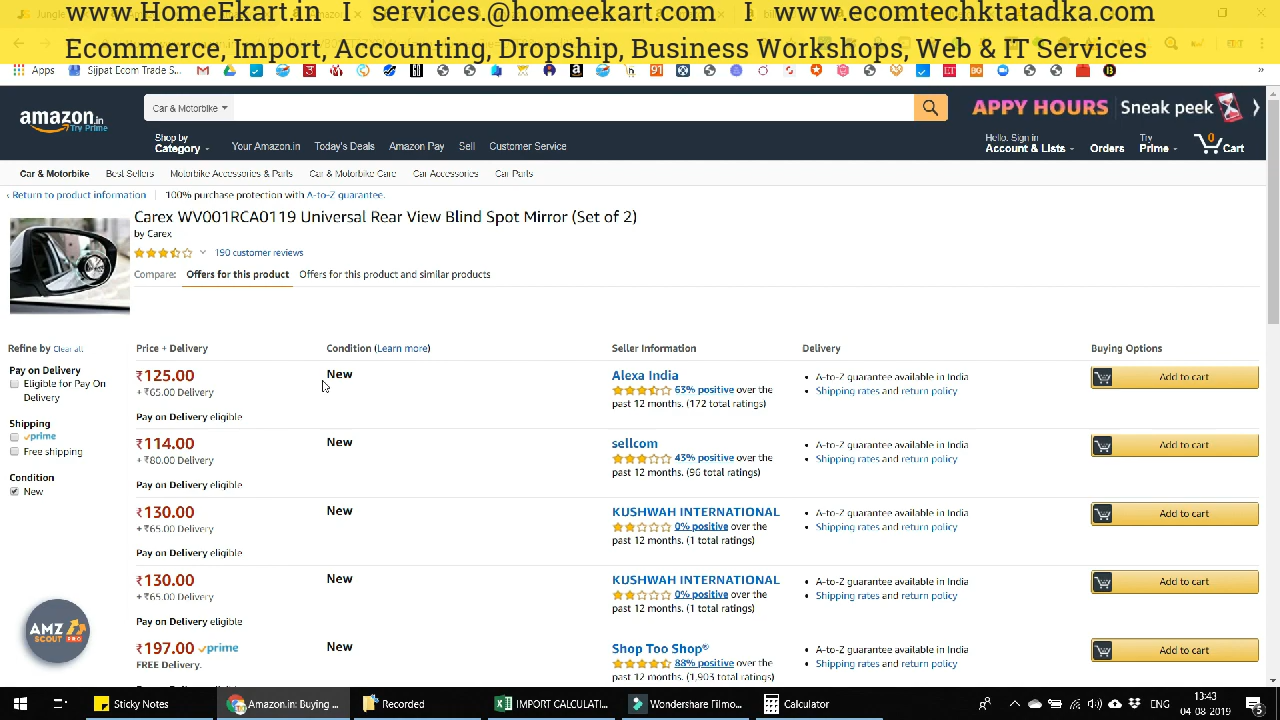 www.HomeEkart.in I services.@homeekart.com I www.ecomtechktatadka.com
Ecommerce, Import, Accounting, Dropship, Business Workshops, Web & IT Services
Apps Sijpat Ecom Trade S...
amazon.in
Try Prime
Car & Motorbike
APPY HOURS Sneak peek
Shop by
Category
Your Amazon.in Today's Deals Amazon Pay Sell Customer Service
Hello. Sign in
Account & Lists
Orders
Try
Prime
0
Cart
Car & Motorbike Best Sellers Motorbike Accessories & Parts Car & Motorbike Care Car Accessories Car Parts
‹ Return to product information | 100% purchase protection with A-to-Z guarantee.
Carex WV001RCA0119 Universal Rear View Blind Spot Mirror (Set of 2)
by Carex
190 customer reviews
Compare: Offers for this product Offers for this product and similar products
Refine by Clear all
Pay on Delivery
Eligible for Pay On
Delivery
Shipping
prime
Free shipping
Condition
New
Price + Delivery Condition (Learn more) Seller Information Delivery Buying Options
₹125.00 New Alexa India • A-to-Z guarantee available in India Add to cart
+ ₹65.00 Delivery 63% positive over the • Shipping rates and return policy
past 12 months. (172 total ratings)
Pay on Delivery eligible
₹114.00 New sellcom • A-to-Z guarantee available in India Add to cart
+ ₹80.00 Delivery 43% positive over the • Shipping rates and return policy
past 12 months. (96 total ratings)
Pay on Delivery eligible
₹130.00 New KUSHWAH INTERNATIONAL • A-to-Z guarantee available in India Add to cart
+ ₹65.00 Delivery 0% positive over the • Shipping rates and return policy
past 12 months. (1 total ratings)
Pay on Delivery eligible
₹130.00 New KUSHWAH INTERNATIONAL • A-to-Z guarantee available in India Add to cart
+ ₹65.00 Delivery 0% positive over the • Shipping rates and return policy
past 12 months. (1 total ratings)
Pay on Delivery eligible
₹197.00 prime New Shop Too Shop® • A-to-Z guarantee available in India Add to cart
FREE Delivery. 88% positive over the • Shipping rates and return policy
past 12 months. (1,903 total ratings)
AMZ
SCOUT PRO
Sticky Notes Amazon.in: Buying ... Recorded IMPORT CALCULATI... Wondershare Filmo... Calculator
ENG
13:43
04-08-2019
5